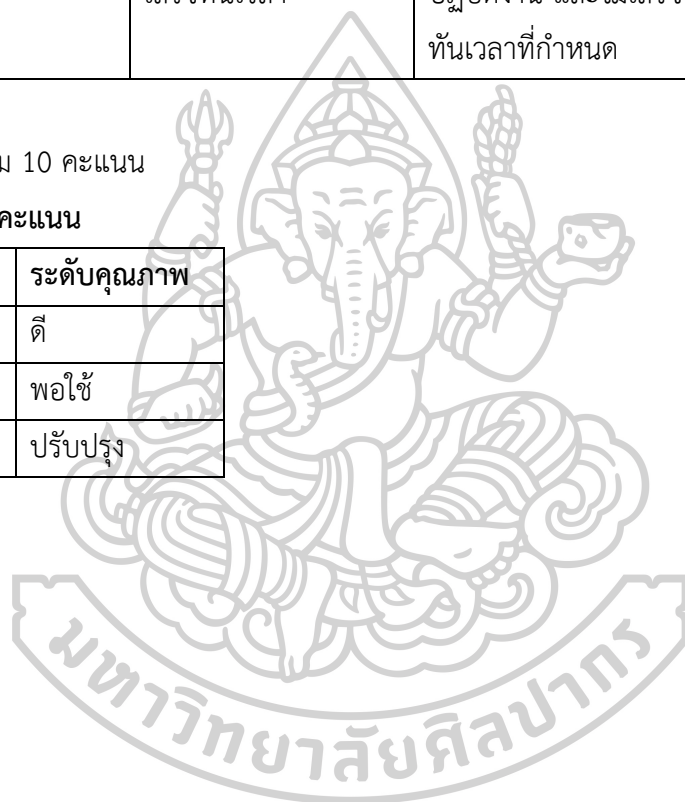 ทันเวลาที่กำหนด
10 คะแนน
คะแนน
ระดับคุณภาพ
ดี
พอใช้
ปรับปรุง
มหาวิทยาลัยศิลปากร